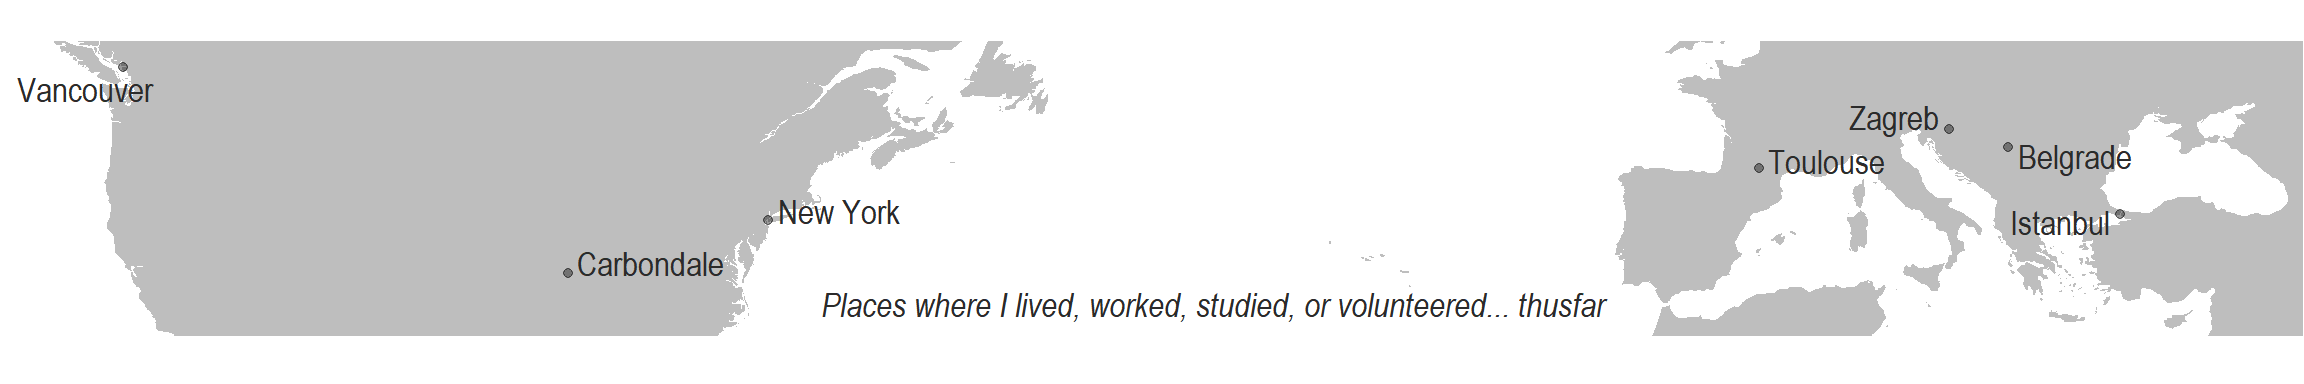 Vancouver
Zagreb
Belgrade
Toulouse
New York
Istanbul
Carbondale
Places where I lived, worked, studied, or volunteered... thusfar